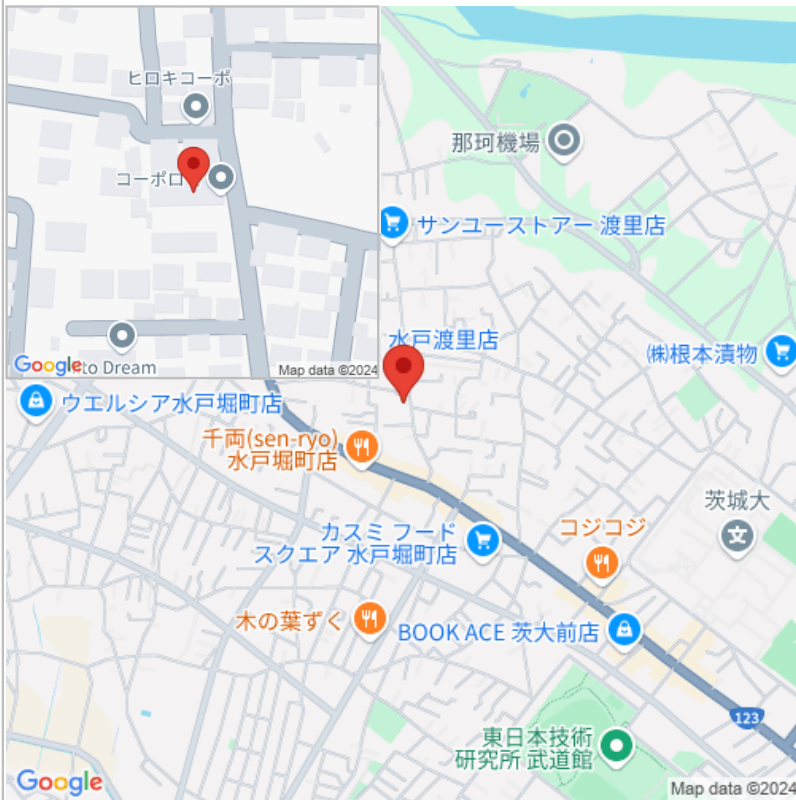 ヒロキコーポ
コーポロ
to Dream
Google
Map data ©2024
那珂機場
サンユーストアー 渡里店
水戸渡里店
㈱根本漬物
ウエルシア水戸堀町店
千両(sen-ryo)
水戸堀町店
茨城大
文
カスミ フード
スクエア 水戸堀町店
コジコジ
木の葉ずく
BOOK ACE 茨大前店
123
東日本技術
研究所 武道館
Google
Map data ©2024